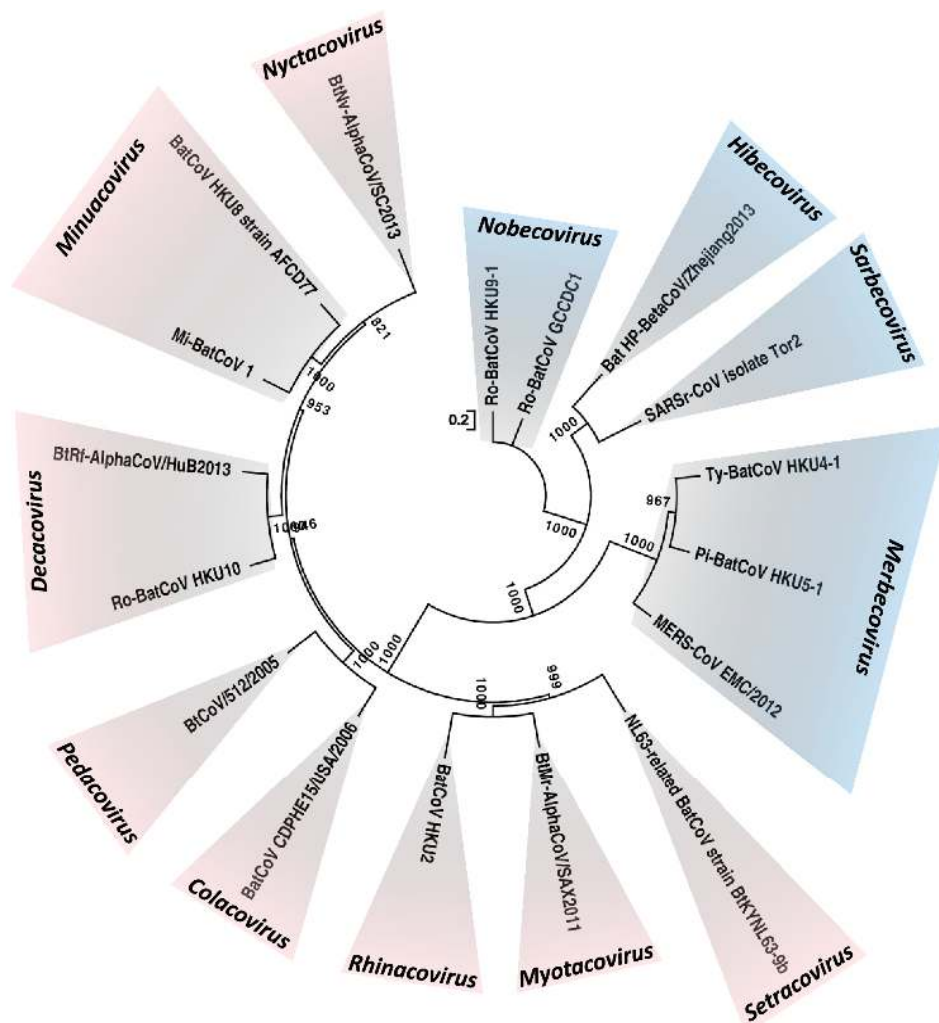 Nyctacovirus
BtNv-AlphaCoV/SC2013
Minuacovirus
BatCoV HKU8 strain AFCD77
Mi-BatCoV 1
Decacovirus
BtRf-AlphaCoV/HuB2013
Ro-BatCoV HKU10
Pedacovirus
BtCoV/512/2005
Colacovirus
BatCoV CDPHE15/USA/2006
Rhinacovirus
BatCoV HKU2
Myotacovirus
BtMr-AlphaCoV/SAX2011
Setracovirus
NL63-related BatCoV strain BtKYNL63-9b
Merbecovirus
MERS-CoV EMC/2012
Pi-BatCoV HKU5-1
Ty-BatCoV HKU4-1
Sarbecovirus
SARSr-CoV isolate Tor2
Hibecovirus
Bat HP-BetaCoV/Zhejiang2013
Nobecovirus
Ro-BatCoV HKU9-1
Ro-BatCoV GCCDC1
0.2
821
1000
953
1000
1000
1000
1000
999
1000
967
1000
1000
1000